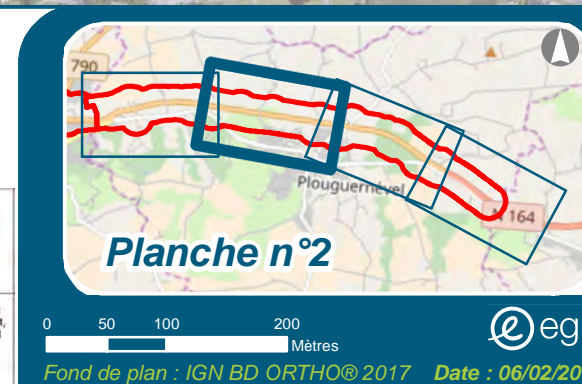 790
Plouguernével
N 164
Planche n°2
0 50 100 200
Mètres
eg
Fond de plan : IGN BD ORTHO® 2017 Date : 06/02/20